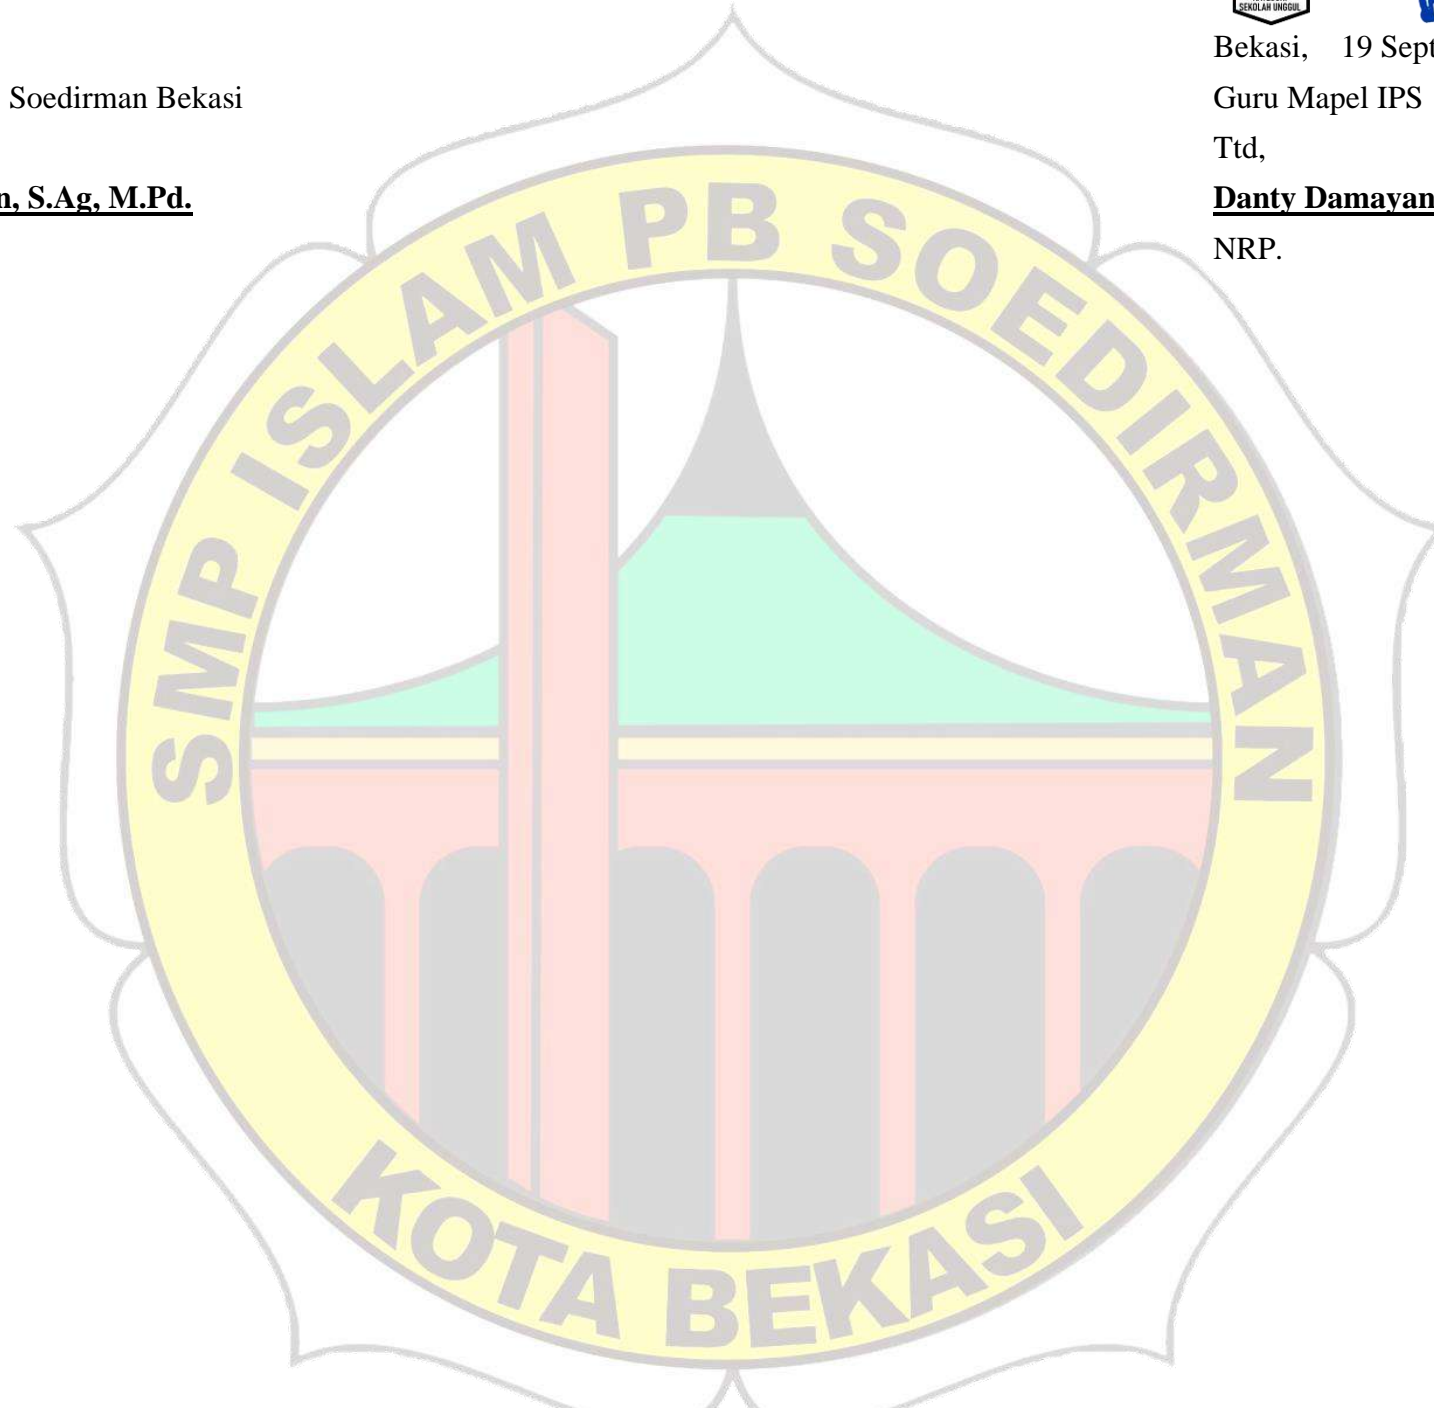 SEKOLAH UNGGUL
Bekasi, 19 Sept
Soedirman Bekasi
Guru Mapel IPS
Ttd,
n, S.Ag, M.Pd.
Danty Damayan
NRP.
SMP ISLAM PB SOEDIRMAN
KOTA BEKASI